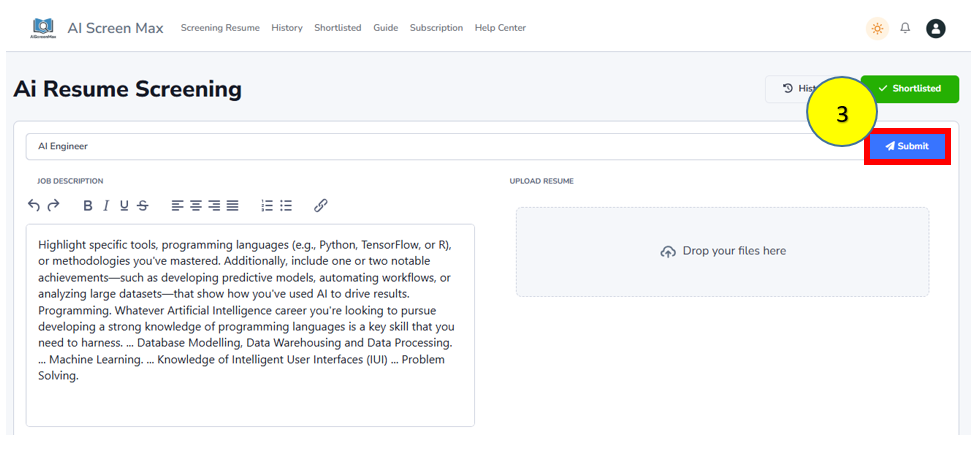 AIScreenMax
AI Screen Max
Screening Resume
History
Shortlisted
Guide
Subscription
Help Center
Ai Resume Screening
Shortlisted
3
AI Engineer
Submit
JOB DESCRIPTION
UPLOAD RESUME
B I U S
Highlight specific tools, programming languages (e.g., Python, TensorFlow, or R),
or methodologies you've mastered. Additionally, include one or two notable
achievements—such as developing predictive models, automating workflows, or
analyzing large datasets—that show how you've used AI to drive results.
Programming. Whatever Artificial Intelligence career you're looking to pursue
developing a strong knowledge of programming languages is a key skill that you
need to harness. ... Database Modelling, Data Warehousing and Data Processing.
... Machine Learning. ... Knowledge of Intelligent User Interfaces (IUI) ... Problem
Solving.
Drop your files here